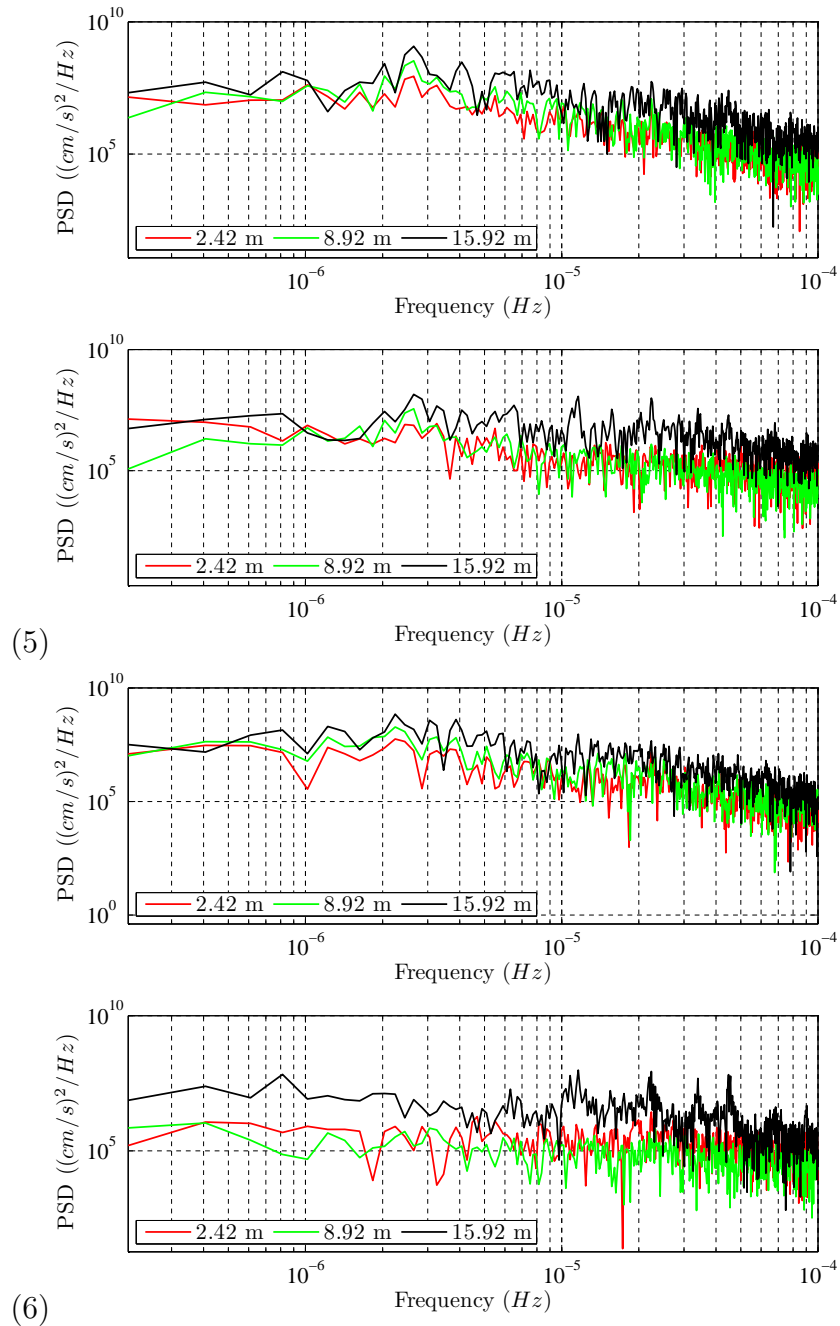 10^10
10^5
PSD ((cm/s)^2/Hz)
2.42 m 8.92 m 15.92 m
10^−6 10^−5 10^−4
Frequency (Hz)
10^10
10^5
PSD ((cm/s)^2/Hz)
2.42 m 8.92 m 15.92 m
10^−6 10^−5 10^−4
Frequency (Hz)
(5)
10^10
10^5
10^0
PSD ((cm/s)^2/Hz)
2.42 m 8.92 m 15.92 m
10^−6 10^−5 10^−4
Frequency (Hz)
10^10
10^5
PSD ((cm/s)^2/Hz)
2.42 m 8.92 m 15.92 m
10^−6 10^−5 10^−4
Frequency (Hz)
(6)